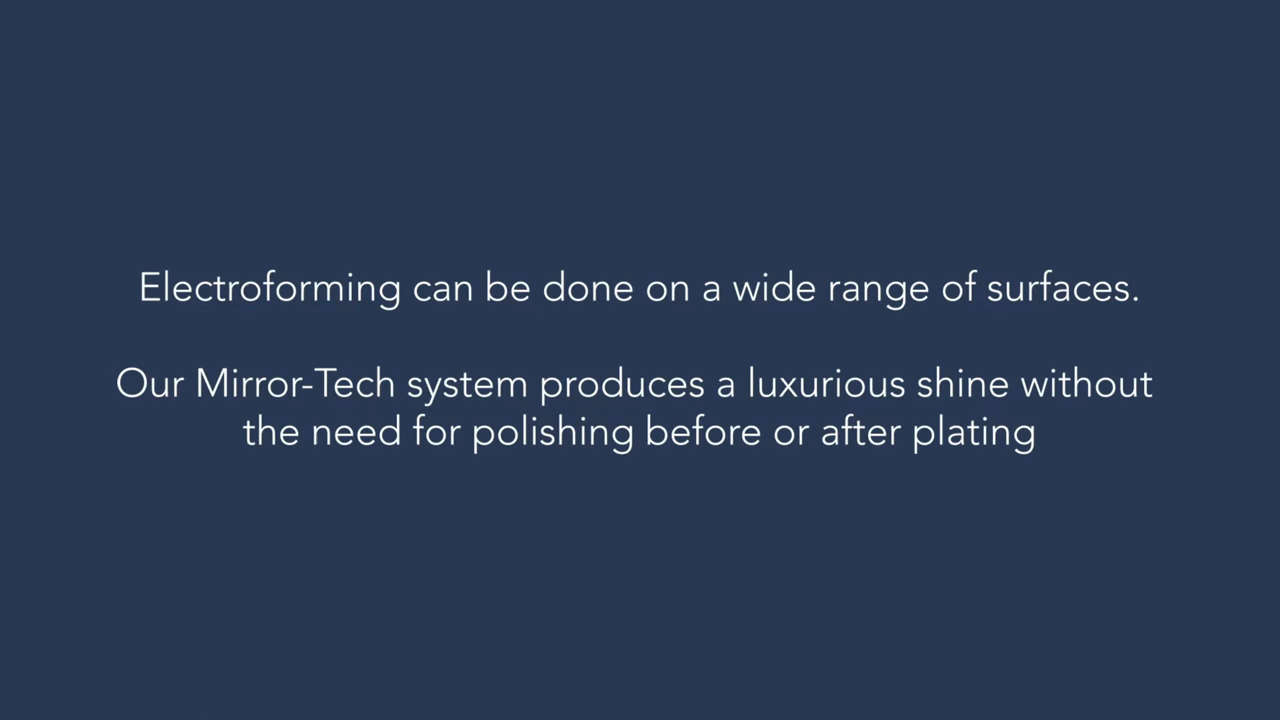 Electroforming can be done on a wide range of surfaces.
Our Mirror-Tech system produces a luxurious shine without
the need for polishing before or after plating